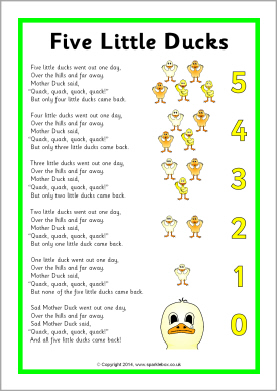 Five Little Ducks
Five little ducks went out one day,
Over the hills and far away.
Mother Duck said,
"Quack, quack, quack, quack!"
But only four little ducks came back.
5
Four little ducks went out one day,
Over the hills and far away.
Mother Duck said,
"Quack, quack, quack, quack!"
But only three little ducks came back.
4
Three little ducks went out one day,
Over the hills and far away.
Mother Duck said,
"Quack, quack, quack, quack!"
But only two little ducks came back.
3
Two little ducks went out one day,
Over the hills and far away.
Mother Duck said,
"Quack, quack, quack, quack!"
But only one little duck came back.
2
One little duck went out one day,
Over the hills and far away.
Mother Duck said,
"Quack, quack, quack, quack!"
But none of the five little ducks came back.
1
Sad Mother Duck went out one day,
Over the hills and far away.
Sad Mother Duck said,
"Quack, quack, quack, quack!"
And all five little ducks came back!
0
© Copyright 2014, www.sparklebox.co.uk